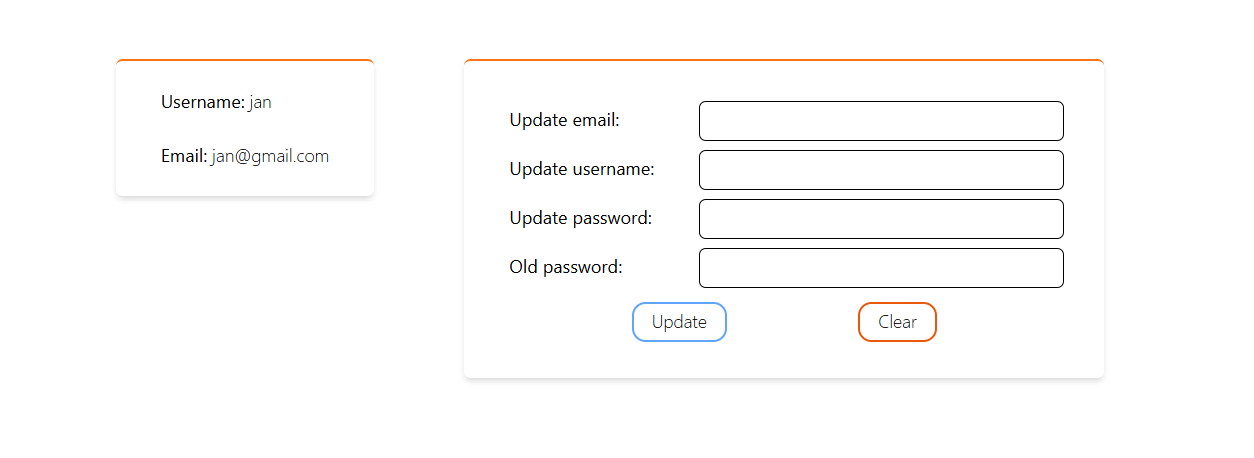 Username: jan
Email: jan@gmail.com
Update email:
Update username:
Update password:
Old password:
Update
Clear